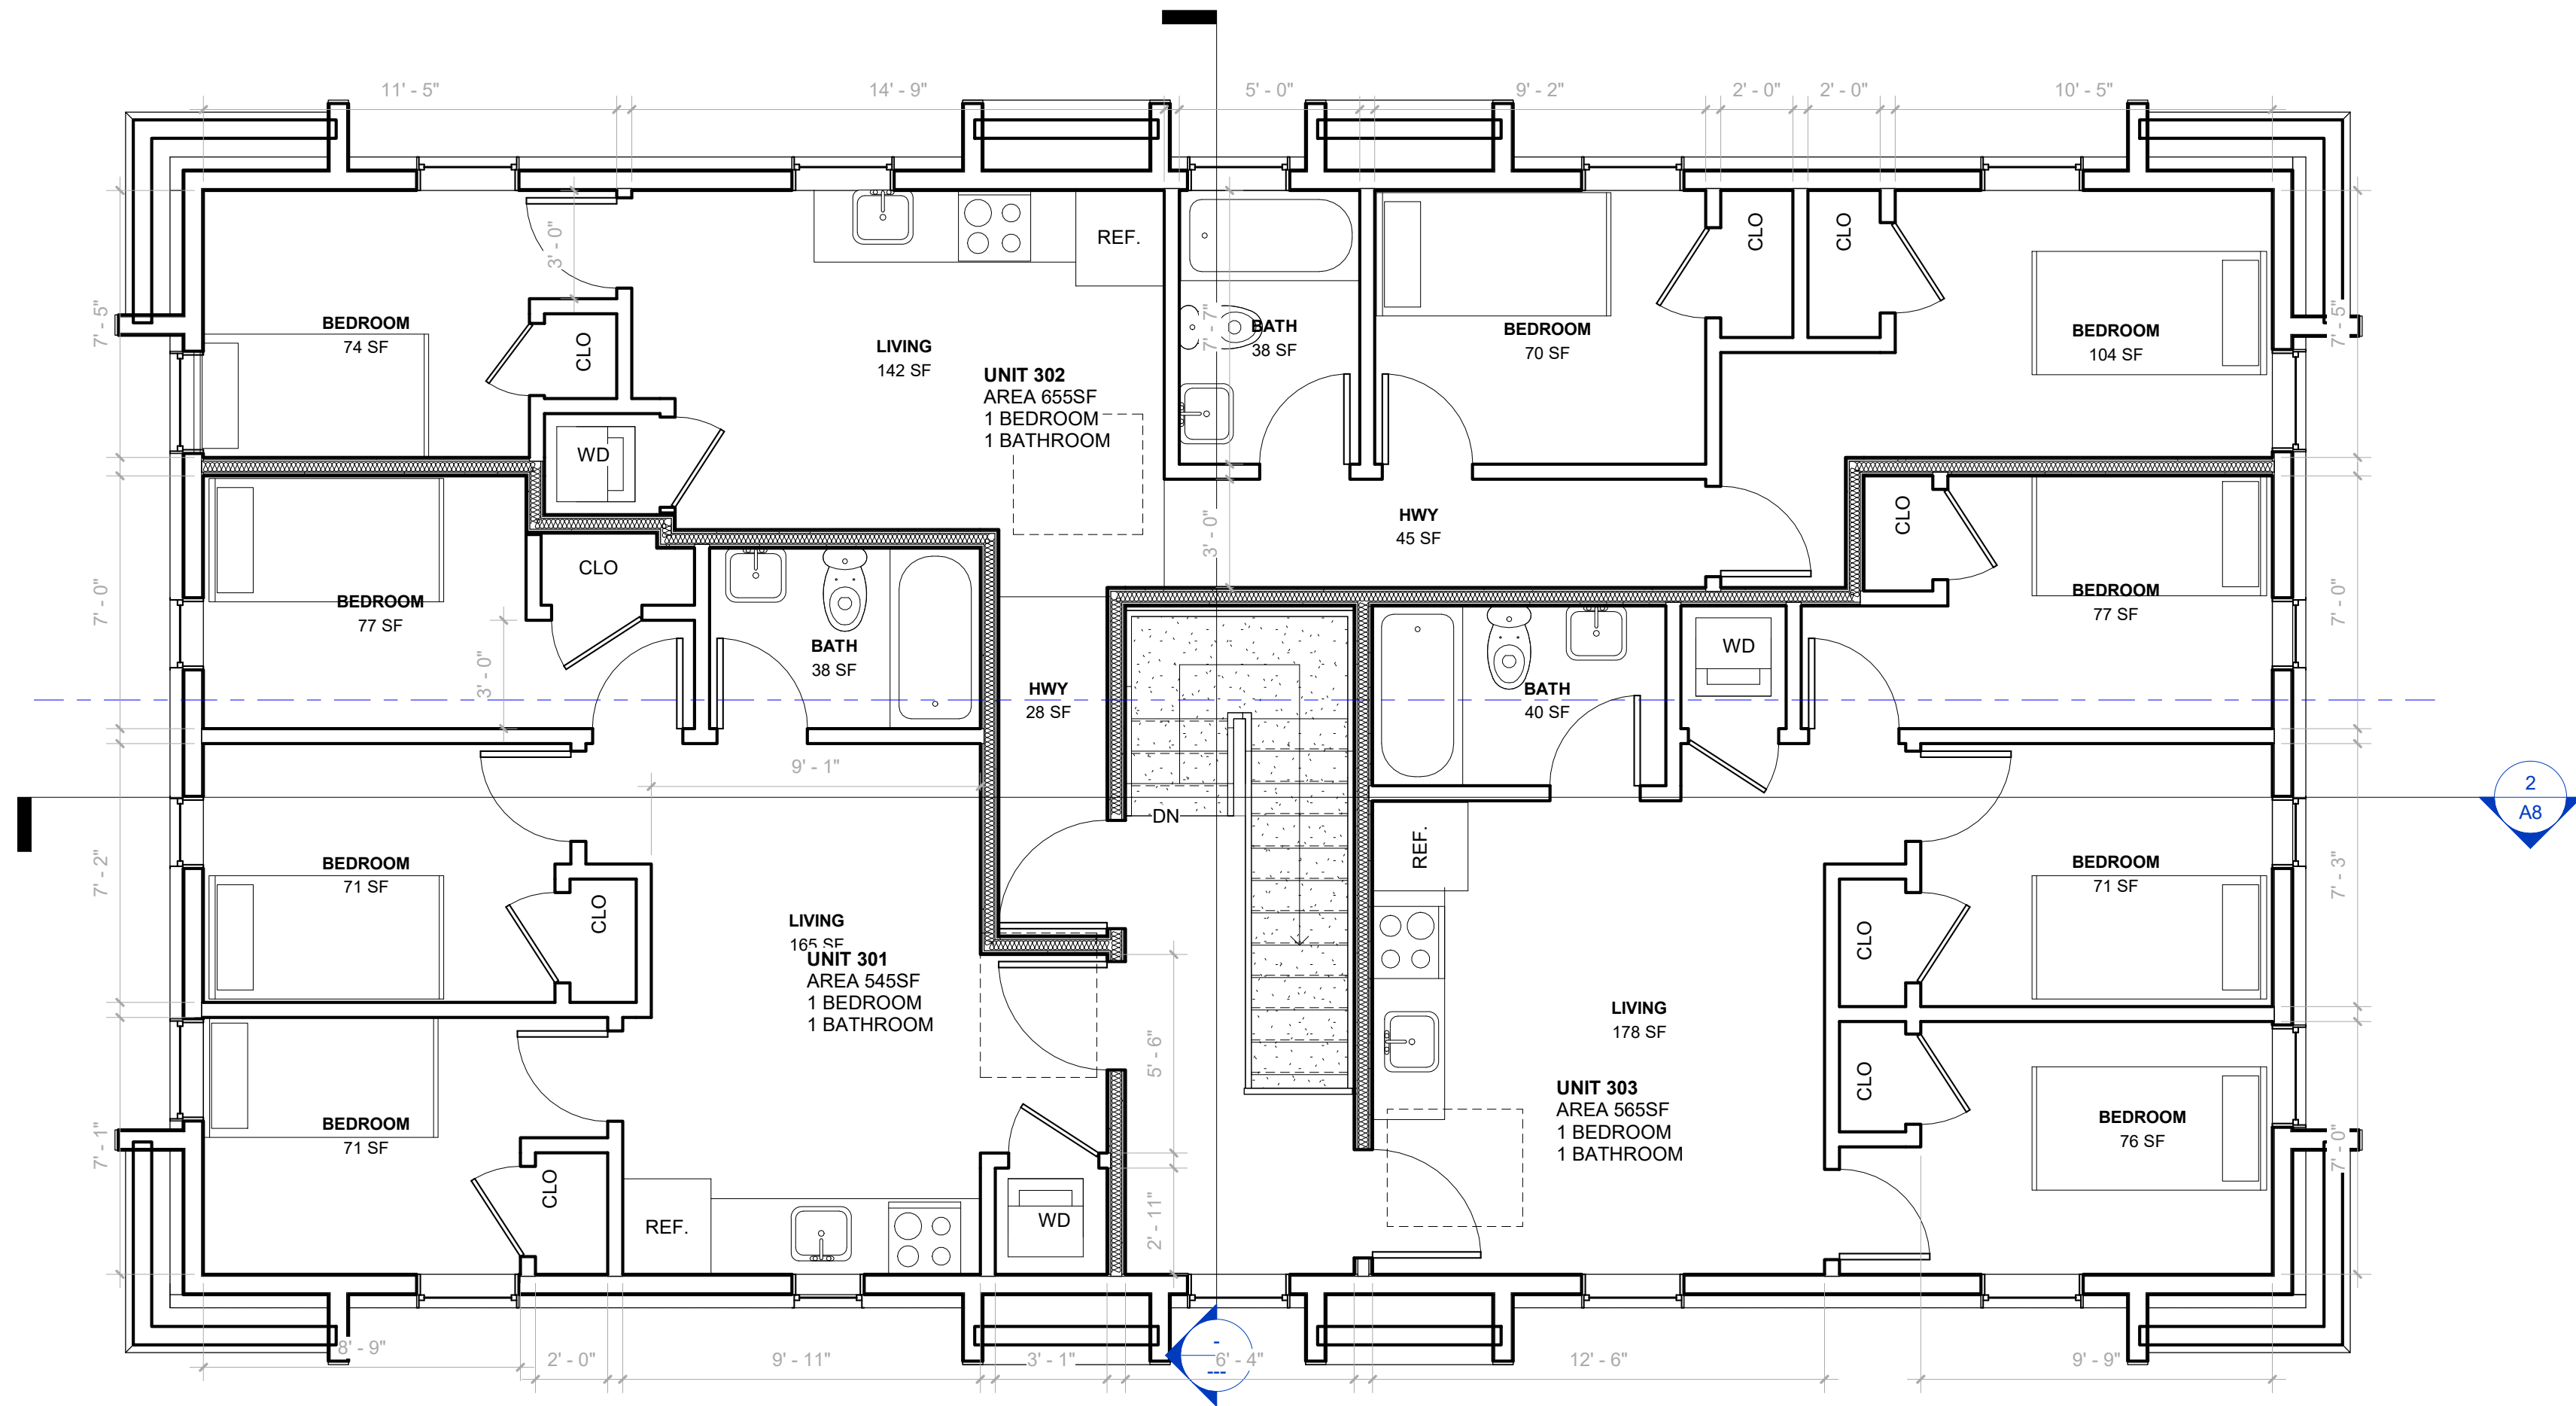 11' - 5"
14' - 9"
5' - 0"
9' - 2"
2' - 0"
2' - 0"
10' - 5"
7' - 5"
3' - 0"
BEDROOM
74 SF
CLO
WD
LIVING
142 SF
REF.
UNIT 302
AREA 655SF
1 BEDROOM
1 BATHROOM
7' - 7"
BATH
38 SF
BEDROOM
70 SF
CLO
CLO
BEDROOM
104 SF
7' - 5"
HWY
45 SF
3' - 0"
7' - 0"
BEDROOM
77 SF
3' - 0"
CLO
BATH
38 SF
HWY
28 SF
BATH
40 SF
WD
CLO
BEDROOM
77 SF
7' - 0"
9' - 1"
DN
2
A8
7' - 2"
BEDROOM
71 SF
CLO
LIVING
165 SF
UNIT 301
AREA 545SF
1 BEDROOM
1 BATHROOM
REF.
LIVING
178 SF
UNIT 303
AREA 565SF
1 BEDROOM
1 BATHROOM
CLO
BEDROOM
71 SF
7' - 3"
5' - 6"
7' - 1"
BEDROOM
71 SF
CLO
REF.
WD
2' - 11"
CLO
BEDROOM
76 SF
7' - 0"
8' - 9"
2' - 0"
9' - 11"
3' - 1"
-
---
6' - 4"
12' - 6"
9' - 9"